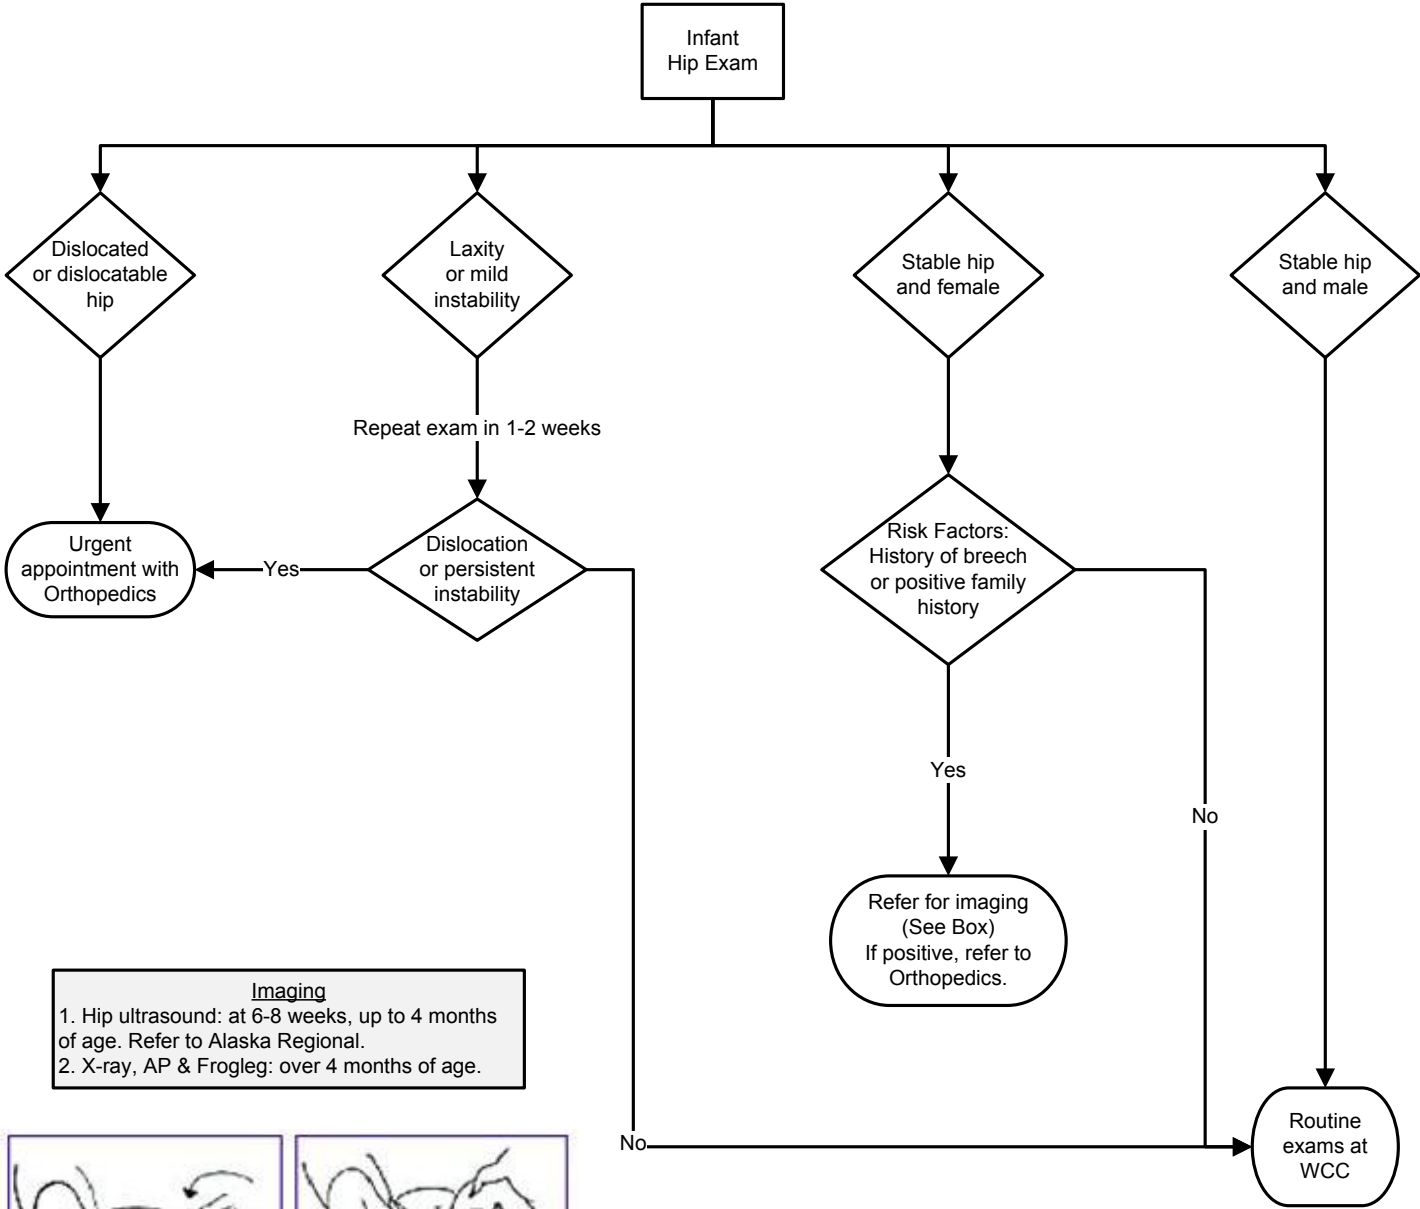 Infant
Hip Exam
Dislocated
or dislocatable
hip
Laxity
or mild
instability
Stable hip
and female
Stable hip
and male
Repeat exam in 1-2 weeks
Urgent
appointment with
Orthopedics
Yes
Dislocation
or persistent
instability
Risk Factors:
History of breech
or positive family
history
Yes
No
Refer for imaging
(See Box)
If positive, refer to
Orthopedics.
Imaging
1. Hip ultrasound: at 6-8 weeks, up to 4 months
of age. Refer to Alaska Regional.
2. X-ray, AP & Frogleg: over 4 months of age.
No
Routine
exams at
WCC